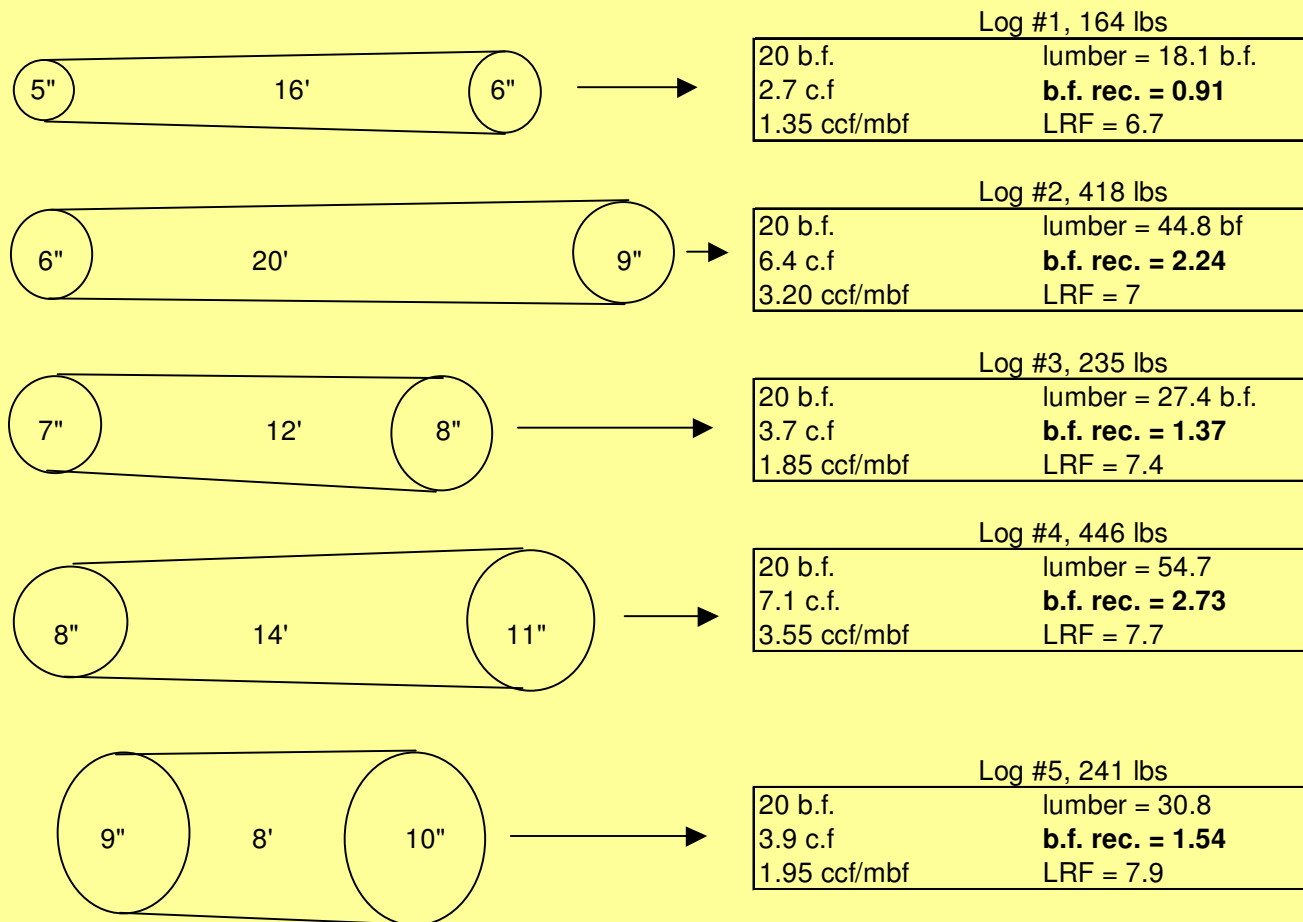 Log #1, 164 lbs
5" 16' 6"
20 b.f. lumber = 18.1 b.f.
2.7 c.f b.f. rec. = 0.91
1.35 ccf/mbf LRF = 6.7
Log #2, 418 lbs
6" 20' 9"
20 b.f. lumber = 44.8 bf
6.4 c.f b.f. rec. = 2.24
3.20 ccf/mbf LRF = 7
Log #3, 235 lbs
7" 12' 8"
20 b.f. lumber = 27.4 b.f.
3.7 c.f b.f. rec. = 1.37
1.85 ccf/mbf LRF = 7.4
Log #4, 446 lbs
8" 14' 11"
20 b.f. lumber = 54.7
7.1 c.f. b.f. rec. = 2.73
3.55 ccf/mbf LRF = 7.7
Log #5, 241 lbs
9" 8' 10"
20 b.f. lumber = 30.8
3.9 c.f b.f. rec. = 1.54
1.95 ccf/mbf LRF = 7.9